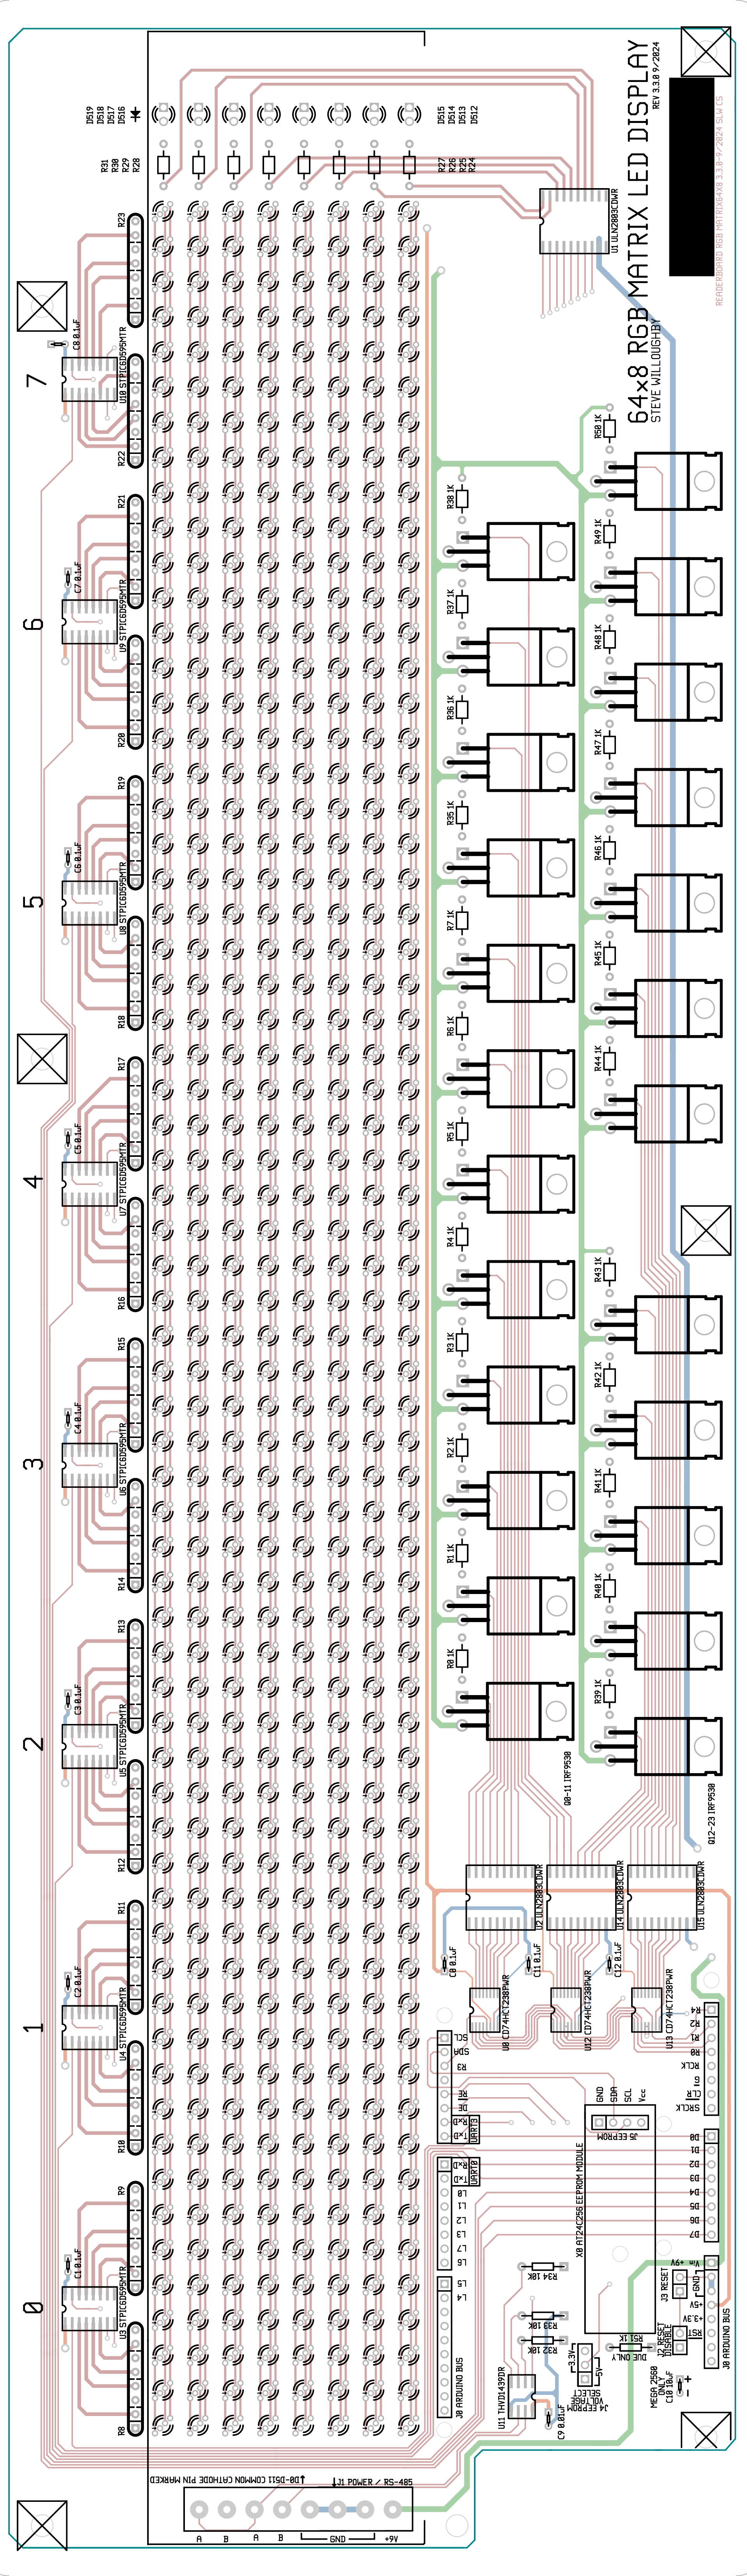 64x8 RGB MATRIX LED DISPLAY
REV 3.3.0 9/2024
STEVE WILLOUGHBY
READERBOARD RGB MATRIX64X8 3.3.0-9/2024 SLW CS
D519
D518
D517
D516
D515
D514
D513
D512
R31
R30
R29
R28
R27
R26
R25
R24
U1 ULN2803CDWR
R23
C8 0.1uF
7
U10 STPIC6D595MTR
R22
R21
C7 0.1uF
6
U9 STPIC6D595MTR
R20
R19
C6 0.1uF
5
U8 STPIC6D595MTR
R18
R17
C5 0.1uF
4
U7 STPIC6D595MTR
R16
R15
C4 0.1uF
3
U6 STPIC6D595MTR
R14
R13
C3 0.1uF
2
U5 STPIC6D595MTR
R12
R11
C2 0.1uF
1
U4 STPIC6D595MTR
R10
R9
C1 0.1uF
0
U3 STPIC6D595MTR
R8
R38 1K
R37 1K
R36 1K
R35 1K
R7 1K
R6 1K
R5 1K
R4 1K
R3 1K
R2 1K
R1 1K
R0 1K
Q0-11 IRF9530
R50 1K
R49 1K
R48 1K
R47 1K
R46 1K
R45 1K
R44 1K
R43 1K
R42 1K
R41 1K
R40 1K
R39 1K
Q12-23 IRF9530
U2 ULN2803CDWR
U14 ULN2803CDWR
U15 ULN2803CDWR
C0 0.1uF
C11 0.1uF
C12 0.1uF
U0 CD74HCT238PWR
U12 CD74HCT238PWR
U13 CD74HCT238PWR
SCL
SDA
R3
RE
DE
RxD
TxD
UART3
RxD
TxD
UART0
L0
L1
L2
L3
L7
L6
L5
L4
J0 ARDUINO BUS
R4
R2
R1
R0
RCLK
G
CLR
SRCLK
D0
D1
D2
D3
D4
D5
D6
D7
Vin +9V
GND
+5V
+3.3V
RST
J0 ARDUINO BUS
GND
SDA
SCL
Vcc
J5 EEPROM
X0 AT24C256 EEPROM MODULE
R34 10K
R33 10K
R32 10K
R51 1K
DUE ONLY
J3 RESET
J2 RESET
DISABLE
MEGA 2560
ONLY
C10 10uF
+
-
3.3V
5V
J4 EEPROM
VOLTAGE
SELECT
U11 THVD1439DR
C9 0.01uF
D0-D511 COMMON CATHODE PIN MARKED
J1 POWER / RS-485
A
B
A
B
GND
+9V